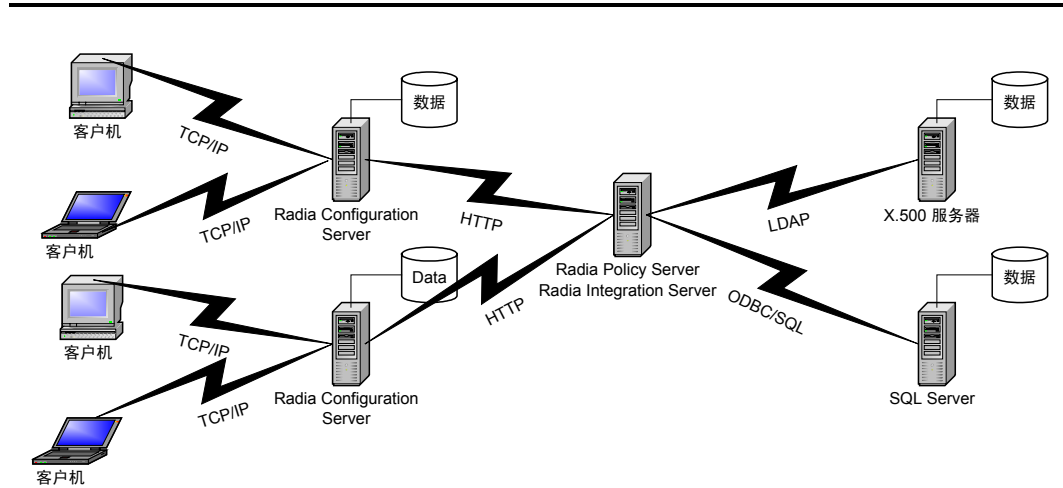 数据
客户机
TCP/IP
客户机
TCP/IP
Radia Configuration
Server
HTTP
数据
X.500 服务器
LDAP
Radia Policy Server
Radia Integration Server
Data
客户机
TCP/IP
客户机
TCP/IP
Radia Configuration
Server
HTTP
ODBC/SQL
数据
SQL Server